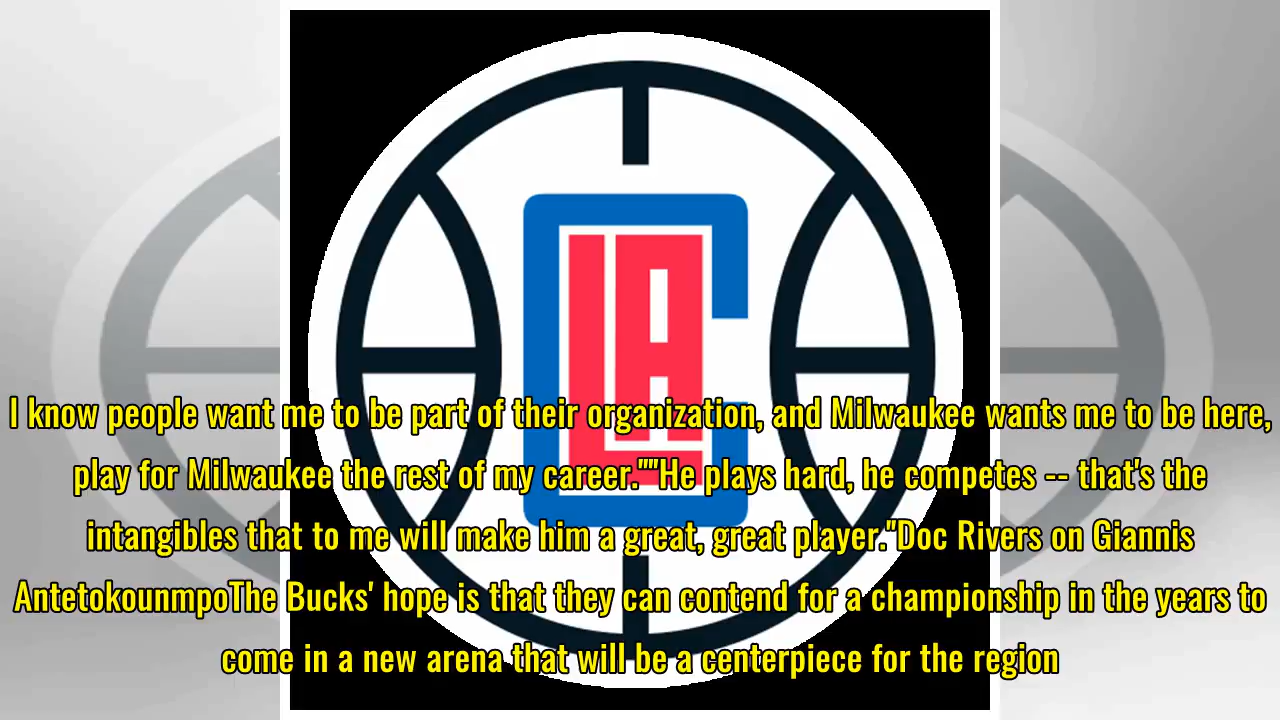 LA
I know people want me to be part of their organization, and Milwaukee wants me to be here,
play for Milwaukee the rest of my career.""He plays hard, he competes -- that's the
intangibles that to me will make him a great, great player."Doc Rivers on Giannis
AntetokounmpoThe Bucks' hope is that they can contend for a championship in the years to
come in a new arena that will be a centerpiece for the region